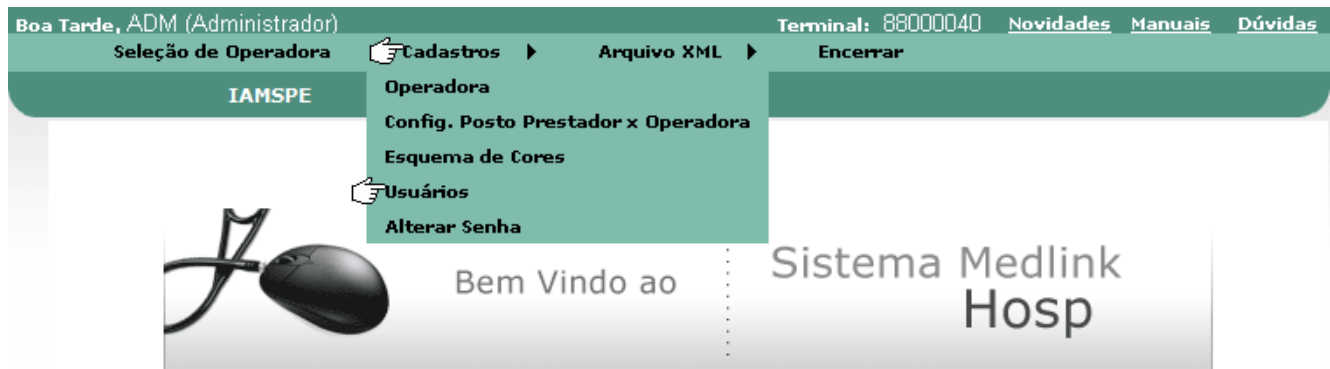 Boa Tarde, ADM (Administrador) Terminal: 88000040 Novidades Manuais Dúvidas
Seleção de Operadora Cadastros Arquivo XML Encerrar
IAMSPE
Operadora
Config. Posto Prestador x Operadora
Esquema de Cores
Usuários
Alterar Senha
Bem Vindo ao
Sistema Medlink
Hosp